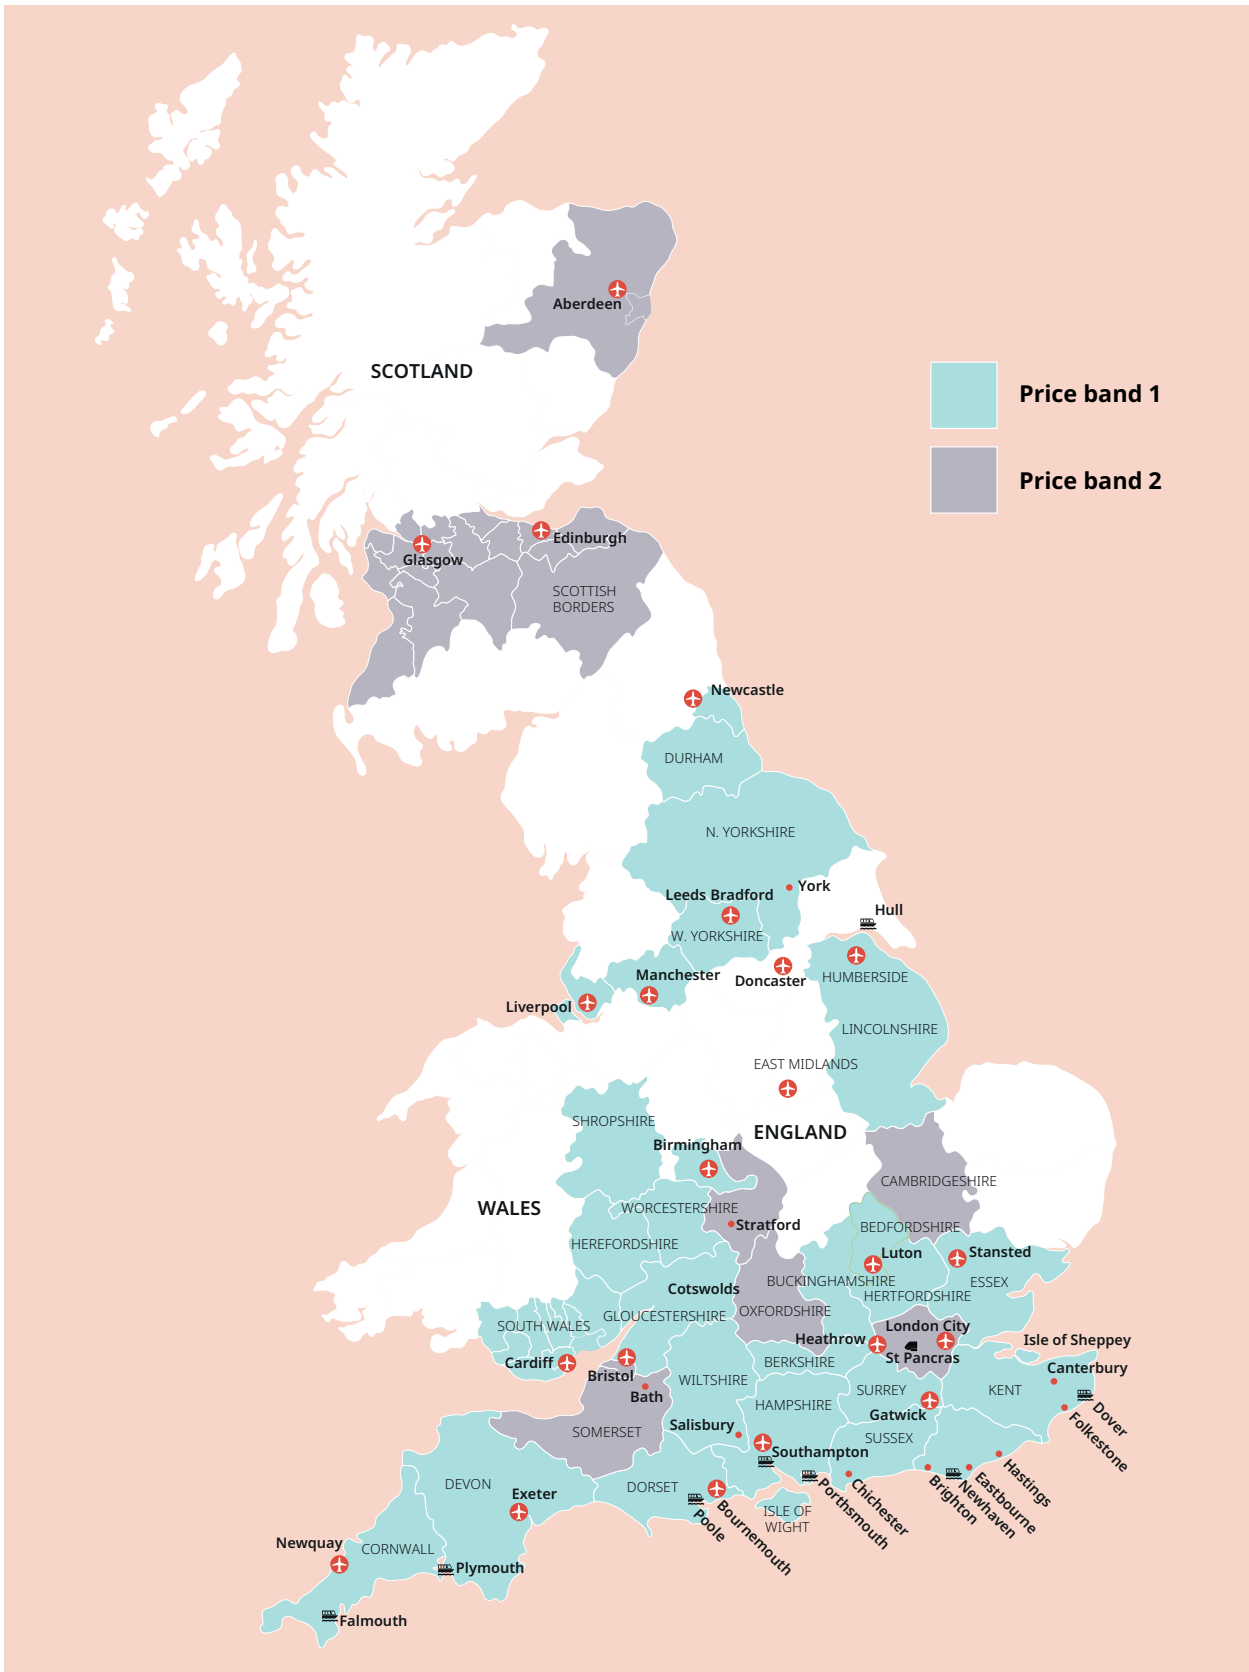 Aberdeen
SCOTLAND
Price band 1
Price band 2
Edinburgh
Glasgow
SCOTTISH
BORDERS
Newcastle
DURHAM
N. YORKSHIRE
York
Leeds Bradford
Hull
W. YORKSHIRE
Manchester
Doncaster
HUMBERSIDE
Liverpool
LINCOLNSHIRE
EAST MIDLANDS
SHROPSHIRE
ENGLAND
Birmingham
CAMBRIDGESHIRE
WALES
WORCESTERSHIRE
Stratford
BEDFORDSHIRE
HEREFORDSHIRE
Luton
Stansted
BUCKINGHAMSHIRE
ESSEX
Cotswolds
HERTFORDSHIRE
OXFORDSHIRE
GLOUCESTERSHIRE
SOUTH WALES
London City
Heathrow
Isle of Sheppey
St Pancras
Cardiff
BERKSHIRE
Canterbury
Bristol
WILTSHIRE
SURREY
KENT
Bath
HAMPSHIRE
Gatwick
Dover
Folkestone
Salisbury
SOMERSET
SUSSEX
Southampton
Hastings
Eastbourne
Newhaven
Brighton
Chichester
Porthsmouth
DEVON
DORSET
Exeter
Poole
Bournemouth
ISLE OF
WIGHT
Newquay
CORNWALL
Plymouth
Falmouth